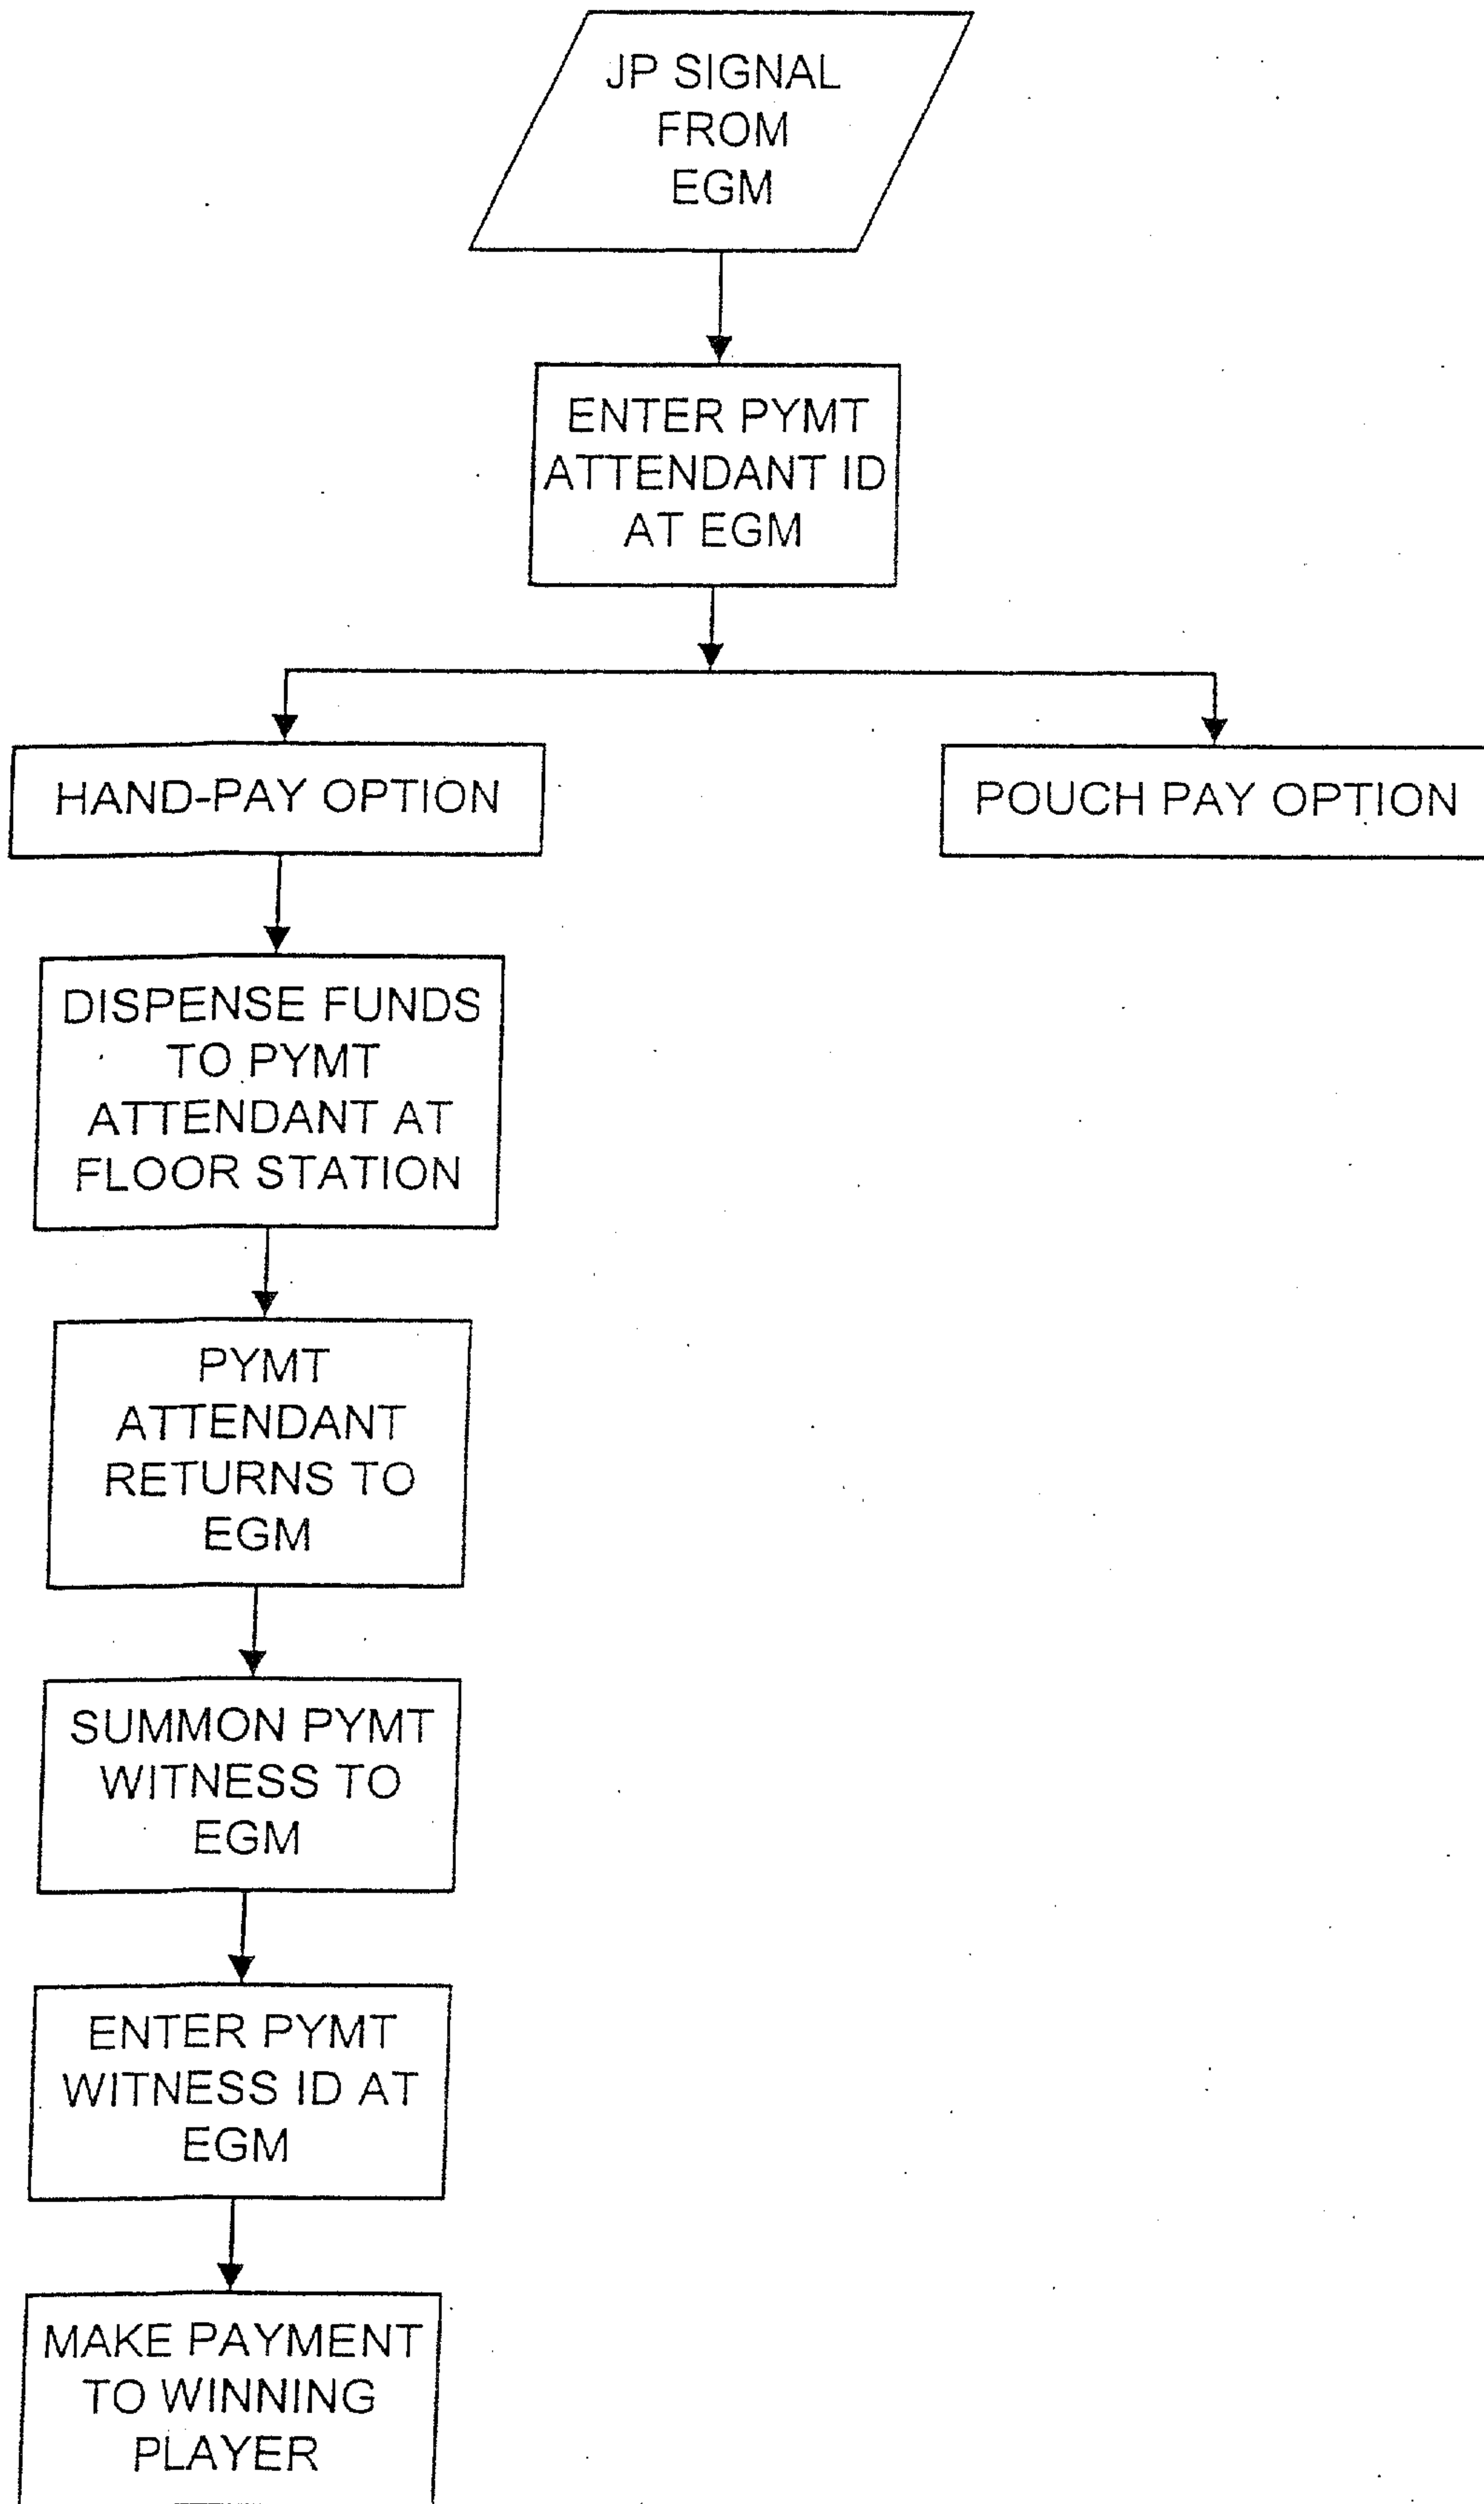 JP SIGNAL
FROM
EGM
ENTER PYMT
ATTENDANT ID
AT EGM
HAND-PAY OPTION
POUCH PAY OPTION
DISPENSE FUNDS
TO PYMT
ATTENDANT AT
FLOOR STATION
PYMT
ATTENDANT
RETURNS TO
EGM
SUMMON PYMT
WITNESS TO
EGM
ENTER PYMT
WITNESS ID AT
EGM
MAKE PAYMENT
TO WINNING
PLAYER